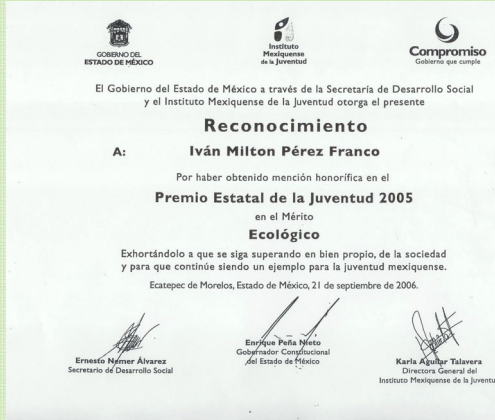 GOBIERNO DEL
ESTADO DE MÉXICO
Instituto
Mexiquense
de la Juventud
Compromiso
Gobierno que cumple
El Gobierno del Estado de México a través de la Secretaría de Desarrollo Social
y el Instituto Mexiquense de la Juventud otorga el presente
Reconocimiento
A: Iván Milton Pérez Franco
Por haber obtenido mención honorífica en el
Premio Estatal de la Juventud 2005
en el Mérito
Ecológico
Exhortándolo a que se siga superando en bien propio, de la sociedad
y para que continúe siendo un ejemplo para la juventud mexiquense.
Ecatepec de Morelos, Estado de México, 21 de septiembre de 2006.
Ernesto Nemer Álvarez
Secretario de Desarrollo Social
Enrique Peña Nieto
Gobernador Constitucional
del Estado de México
Karla Aguilar Talavera
Directora General del
Instituto Mexiquense de la Juventu